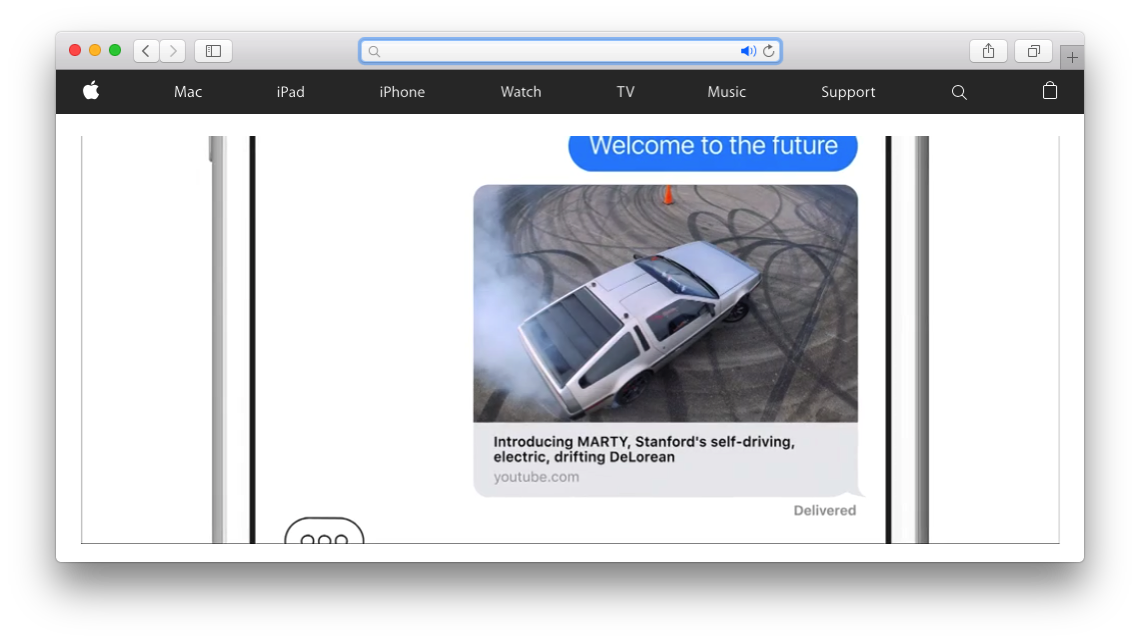 Mac iPad iPhone Watch TV Music Support
Welcome to the future
Introducing MARTY, Stanford's self-driving,
electric, drifting DeLorean
youtube.com
Delivered